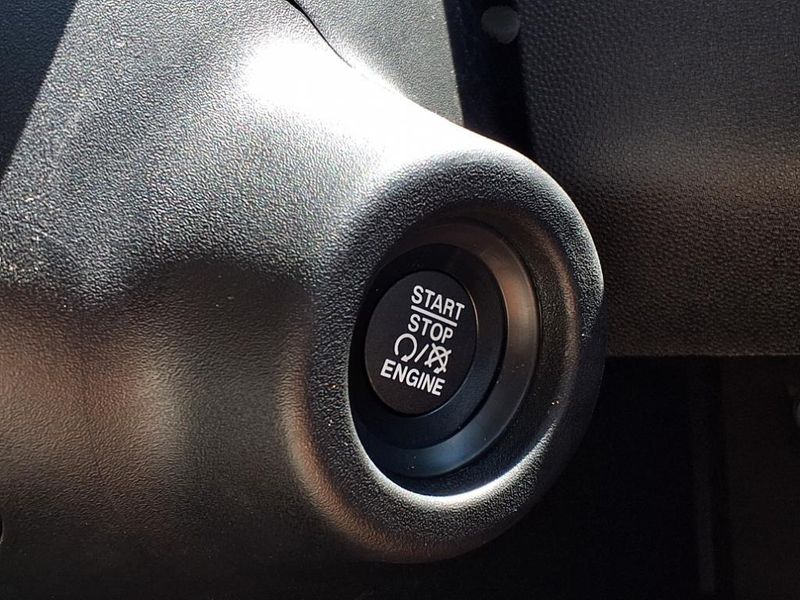 START
STOP
/
ENGINE